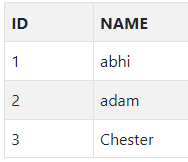 ID NAME
1 abhi
2 adam
3 Chester